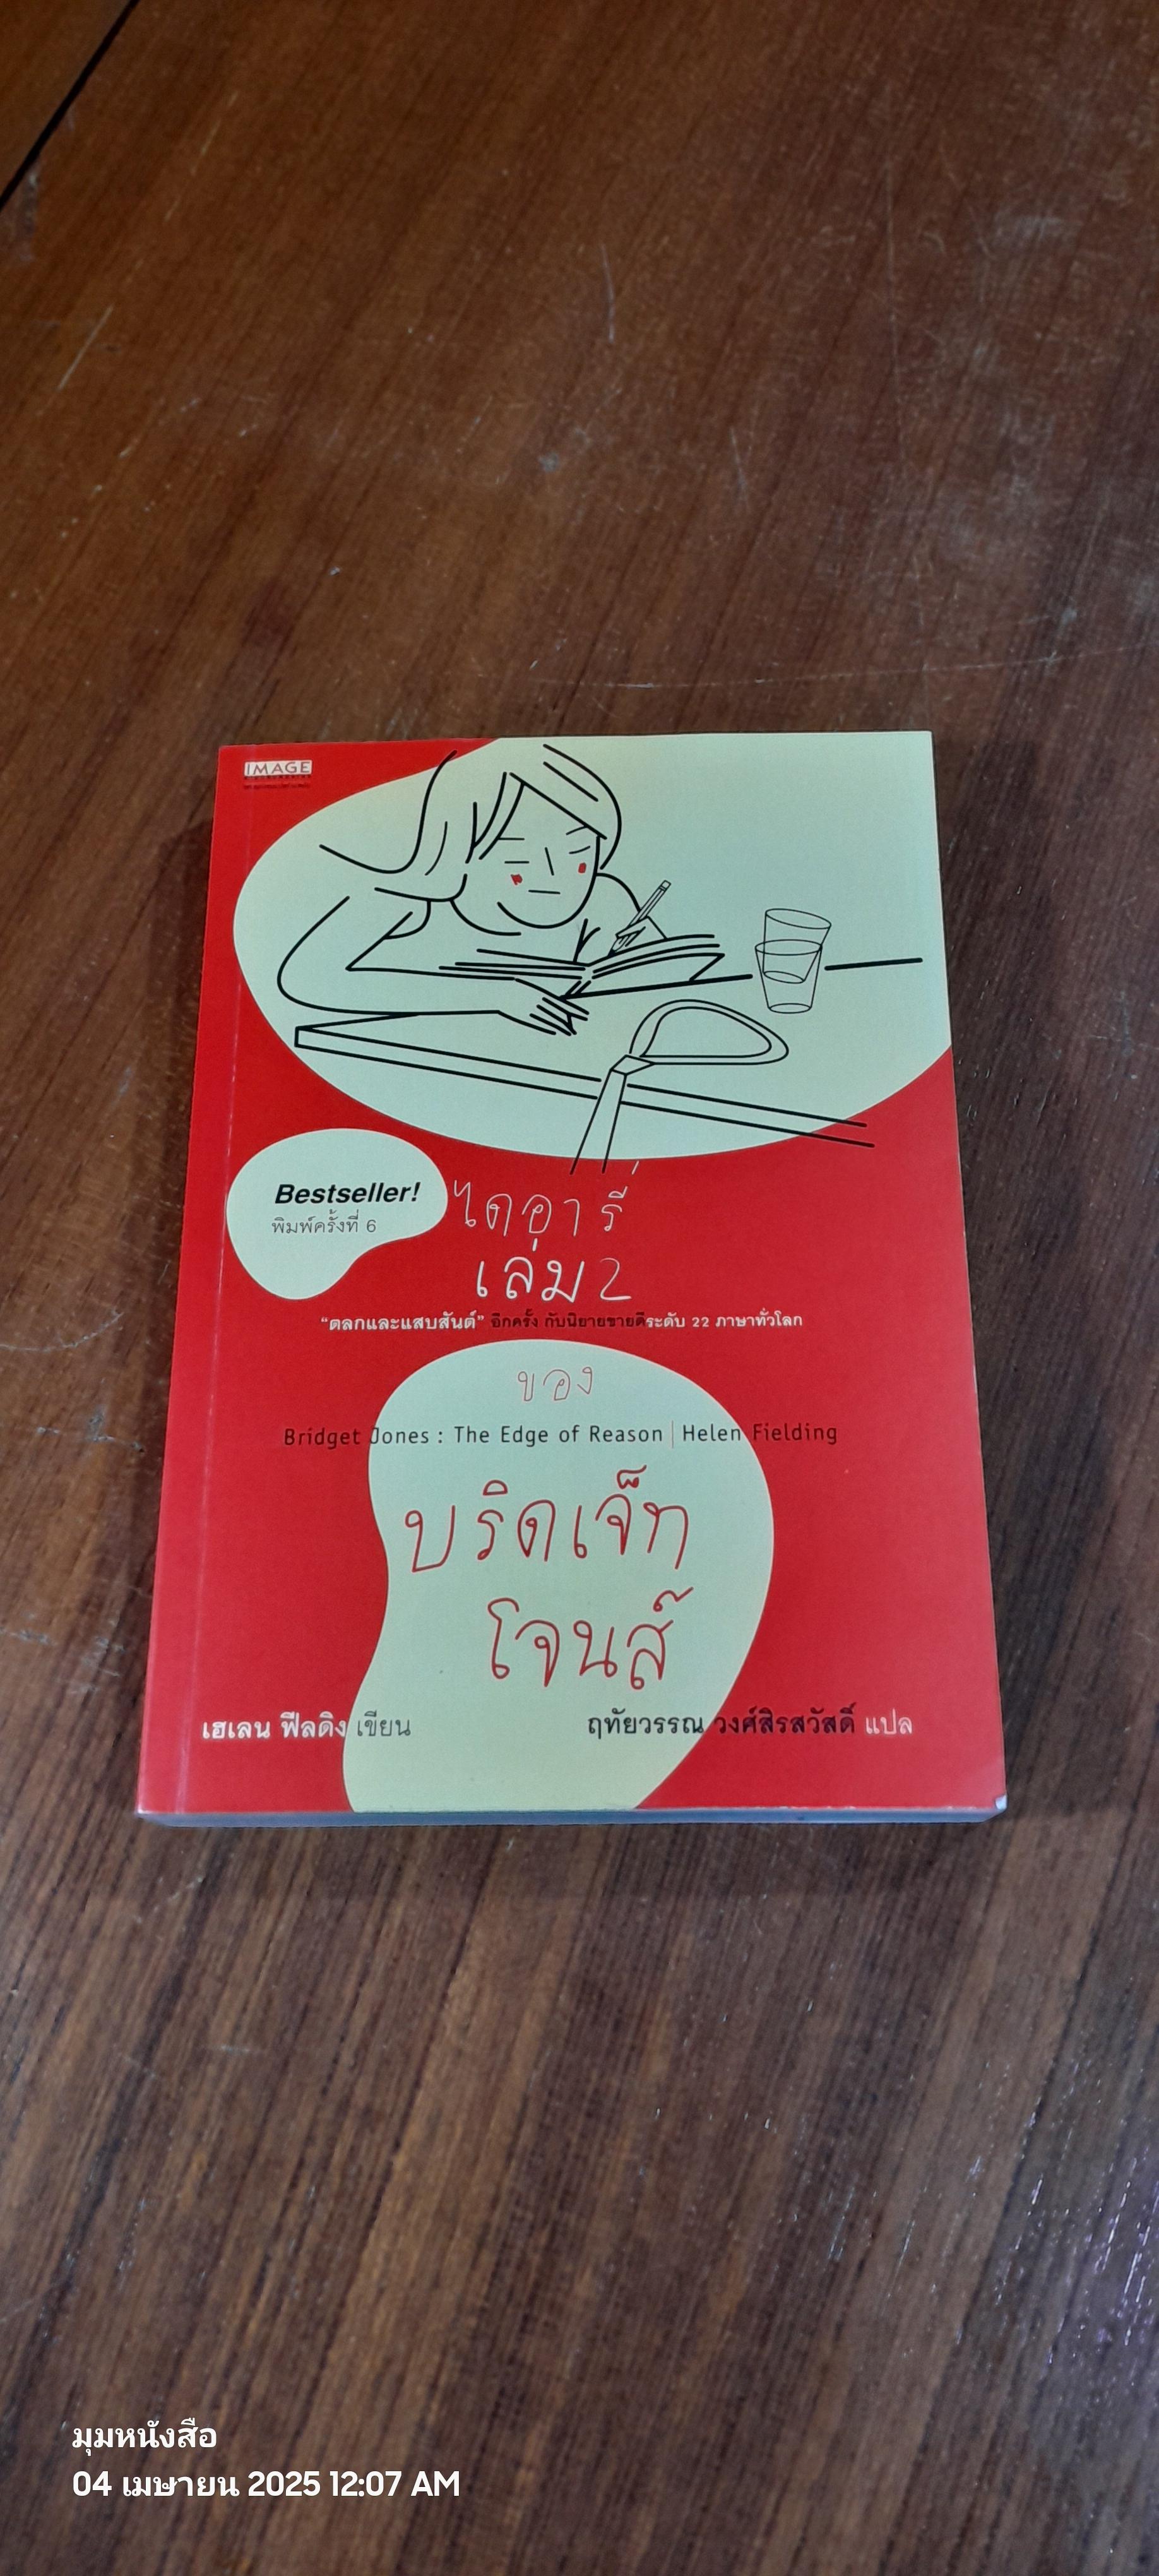 IMAGE
Bestseller!
พิมพ์ครั้งที่ 6
ไดอารี่
เล่ม 2
“ตลกและแสบสันต์” อีกครั้ง กับนิยายขายดีระดับ 22 ภาษาทั่วโลก
ของ
Bridget Jones : The Edge of Reason | Helen Fielding
บริดเจ็ท
โจนส์
เฮเลน ฟีลดิง เขียน
ฤทัยวรรณ วงศ์สิรสวัสดิ์ แปล
มุมหนังสือ
04 เมษายน 2025 12:07 AM